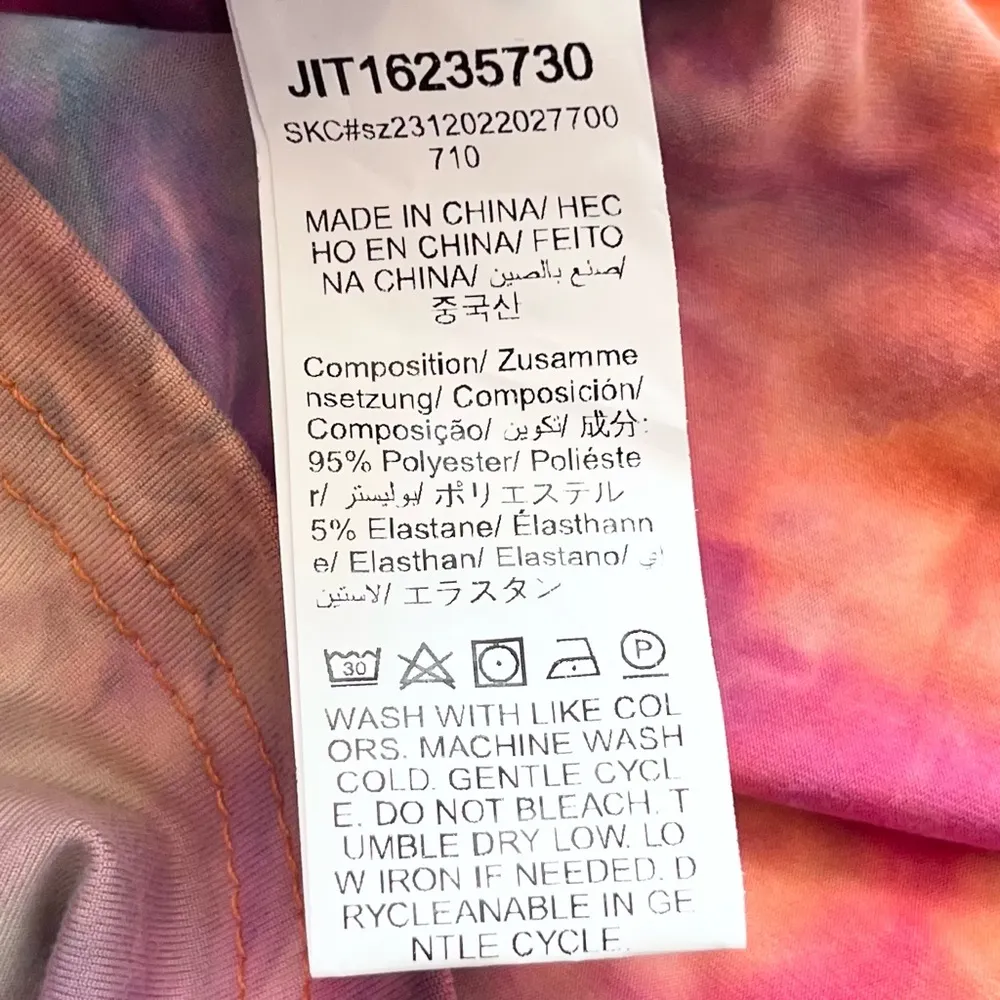 JIT16235730
SKC#sz2312022027700
710
MADE IN CHINA/ HEC
HO EN CHINA/ FEITO
NA CHINA/ صنع بالصين/
중국산
Composition/ Zusamme
nsetzung/ Composición/
Composição/ تكوين/ 成分:
95% Polyester/ Poliéste
r/ بوليستر/ ポリエステル
5% Elastane/ Élasthann
e/ Elasthan/ Elastano/ إي
لاستين/ エラスタン
30
P
WASH WITH LIKE COL
ORS. MACHINE WASH
COLD. GENTLE CYCL
E. DO NOT BLEACH. T
UMBLE DRY LOW. LO
W IRON IF NEEDED. D
RYCLEANABLE IN GE
NTLE CYCLE.